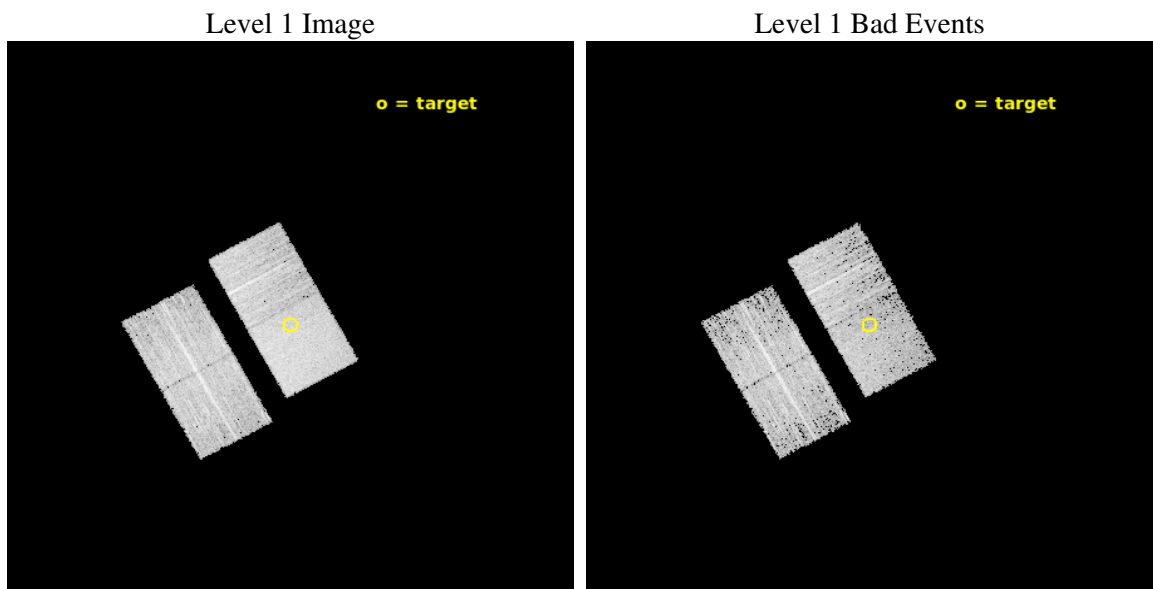 Level 1 Image
Level 1 Bad Events
o = target
o = target